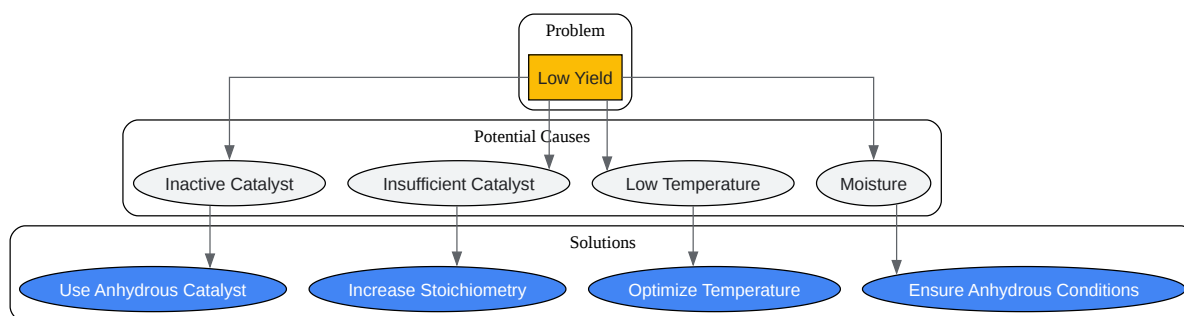 Problem
Low Yield
Potential Causes
Inactive Catalyst
Insufficient Catalyst
Low Temperature
Moisture
Solutions
Use Anhydrous Catalyst
Increase Stoichiometry
Optimize Temperature
Ensure Anhydrous Conditions